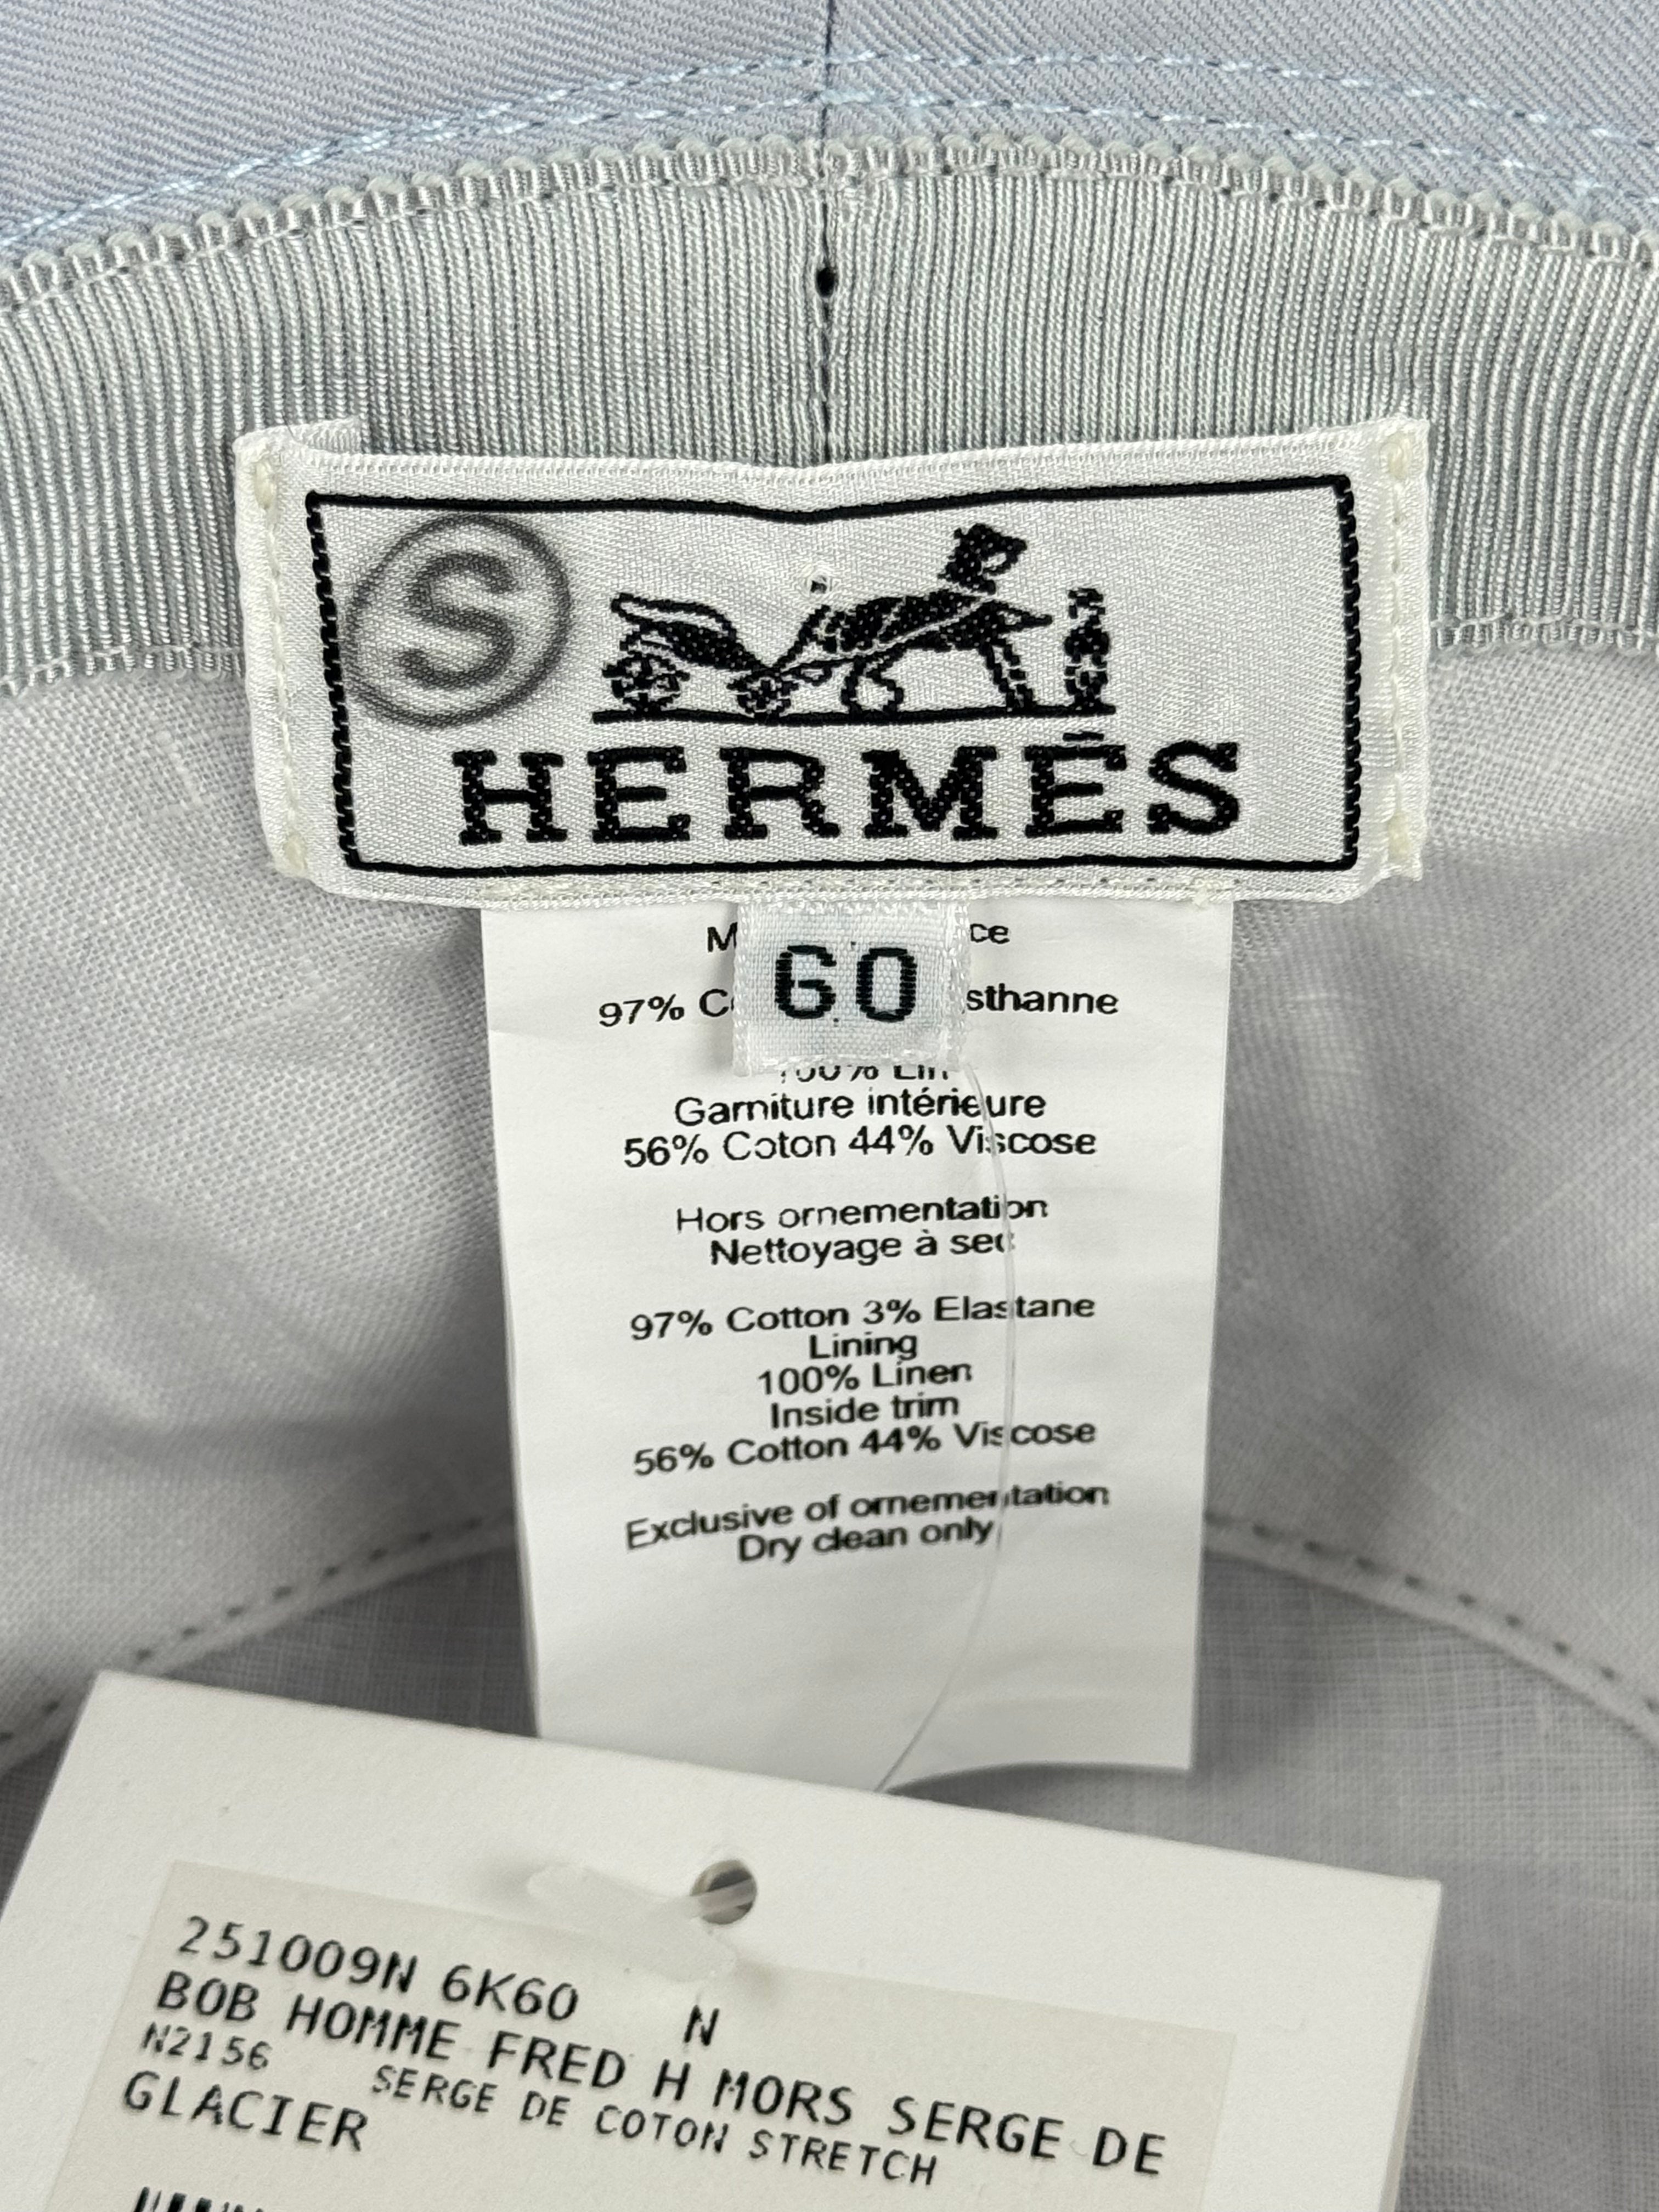 S
HERMÈS
60
97%
sthanne
100% Lin
Garniture intérieure
56% Coton 44% Viscose
Hors ornementation
Nettoyage à sec
97% Cotton 3% Elastane
Lining
100% Linen
Inside trim
56% Cotton 44% Viscose
Exclusive of ornementation
Dry clean only
251009N 6K60 N
BOB HOMME FRED H MORS SERGE DE
N2156 SERGE DE COTON STRETCH
GLACIER